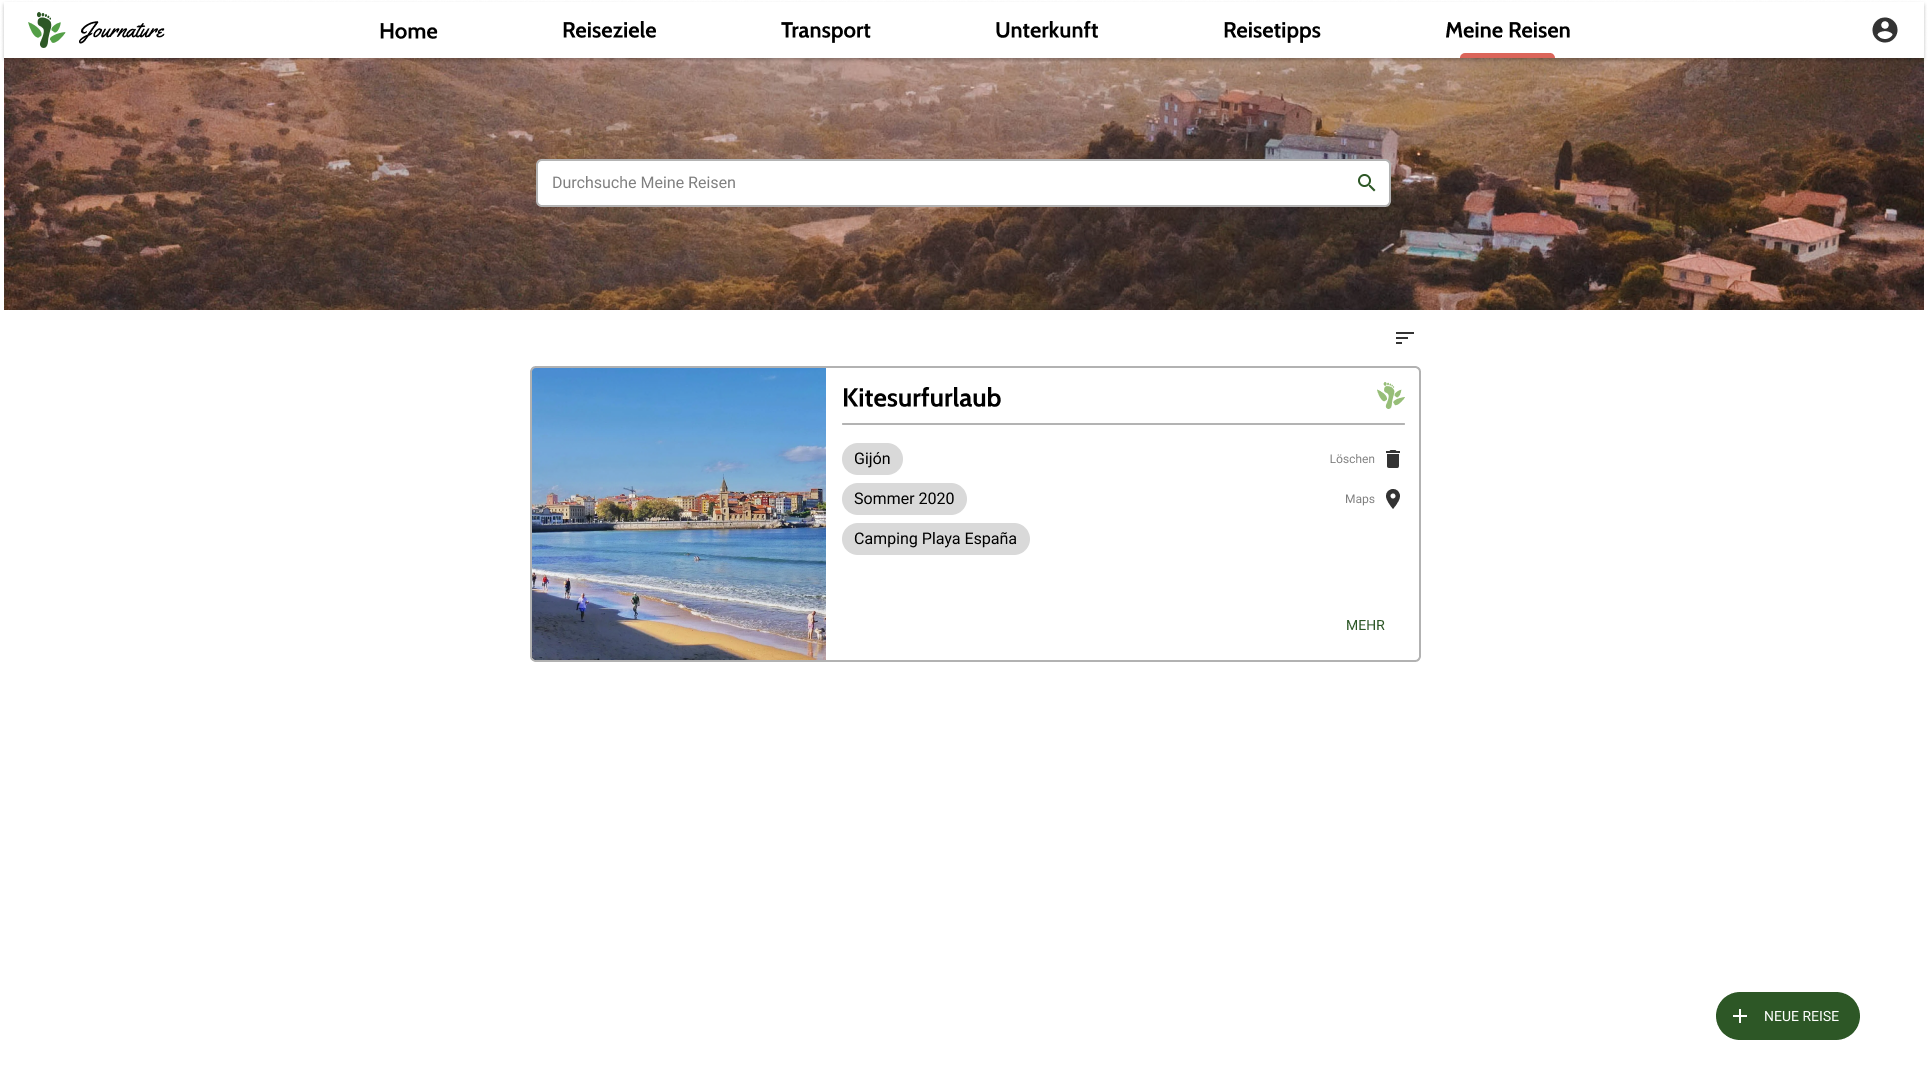 Journature
Home
Reiseziele
Transport
Unterkunft
Reisetipps
Meine Reisen
Durchsuche Meine Reisen
Kitesurfurlaub
Gijón
Löschen
Sommer 2020
Maps
Camping Playa España
MEHR
NEUE REISE